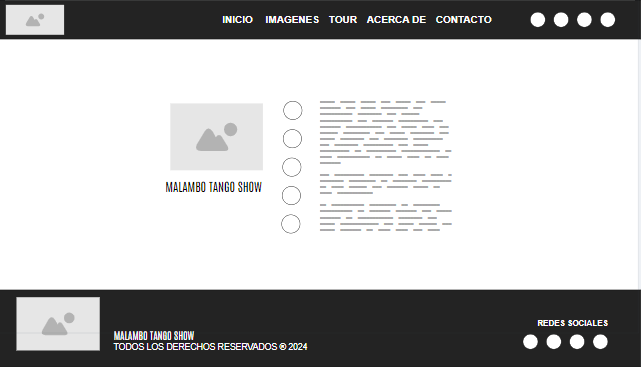 INICIO IMAGENES TOUR ACERCA DE CONTACTO
MALAMBO TANGO SHOW
MALAMBO TANGO SHOW
TODOS LOS DERECHOS RESERVADOS ® 2024
REDES SOCIALES